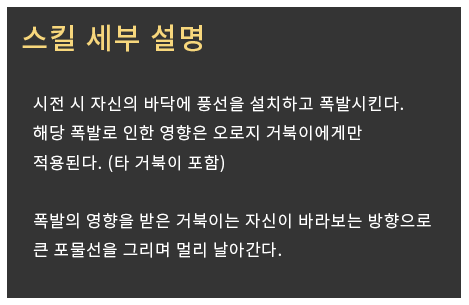 스킬 세부 설명
시전 시 자신의 바닥에 풍선을 설치하고 폭발시킨다.
해당 폭발로 인한 영향은 오로지 거북이에게만
적용된다. (타 거북이 포함)
폭발의 영향을 받은 거북이는 자신이 바라보는 방향으로
큰 포물선을 그리며 멀리 날아간다.